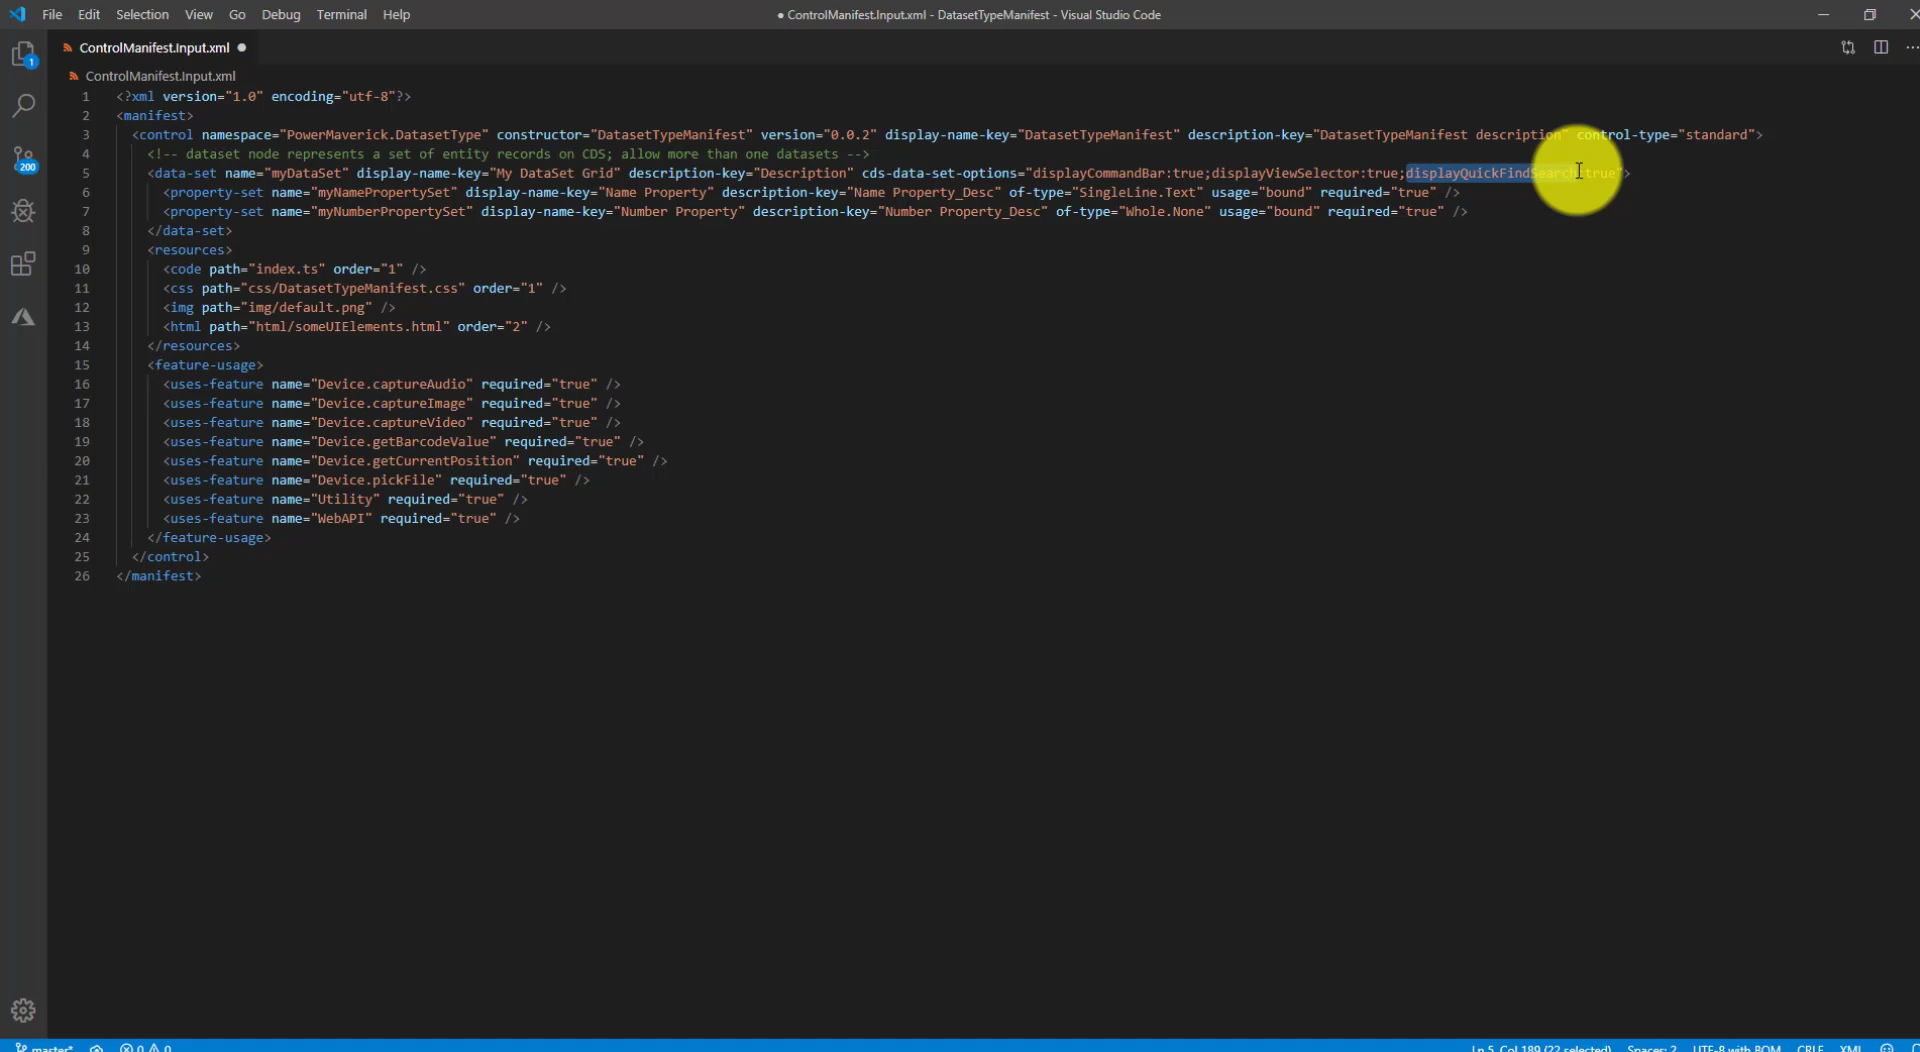 File Edit Selection View Go Debug Terminal Help
● ControlManifest.Input.xml - DatasetTypeManifest - Visual Studio Code
ControlManifest.Input.xml ●
ControlManifest.Input.xml
1 <?xml version="1.0" encoding="utf-8"?>
2 <manifest>
3 <control namespace="PowerMaverick.DatasetType" constructor="DatasetTypeManifest" version="0.0.2" display-name-key="DatasetTypeManifest" description-key="DatasetTypeManifest description" control-type="standard">
4 <!-- dataset node represents a set of entity records on CDS; allow more than one datasets -->
5 <data-set name="myDataSet" display-name-key="My DataSet Grid" description-key="Description" cds-data-set-options="displayCommandBar:true;displayViewSelector:true;displayQuickFindSearch:true">
6 <property-set name="myNamePropertySet" display-name-key="Name Property" description-key="Name Property_Desc" of-type="SingleLine.Text" usage="bound" required="true" />
7 <property-set name="myNumberPropertySet" display-name-key="Number Property" description-key="Number Property_Desc" of-type="Whole.None" usage="bound" required="true" />
8 </data-set>
9 <resources>
10 <code path="index.ts" order="1" />
11 <css path="css/DatasetTypeManifest.css" order="1" />
12 <img path="img/default.png" />
13 <html path="html/someUIElements.html" order="2" />
14 </resources>
15 <feature-usage>
16 <uses-feature name="Device.captureAudio" required="true" />
17 <uses-feature name="Device.captureImage" required="true" />
18 <uses-feature name="Device.captureVideo" required="true" />
19 <uses-feature name="Device.getBarcodeValue" required="true" />
20 <uses-feature name="Device.getCurrentPosition" required="true" />
21 <uses-feature name="Device.pickFile" required="true" />
22 <uses-feature name="Utility" required="true" />
23 <uses-feature name="WebAPI" required="true" />
24 </feature-usage>
25 </control>
26 </manifest>
1
200
master* 0 0 Ln 5, Col 189 (22 selected) Spaces: 2 UTF-8 with BOM CRLF XML